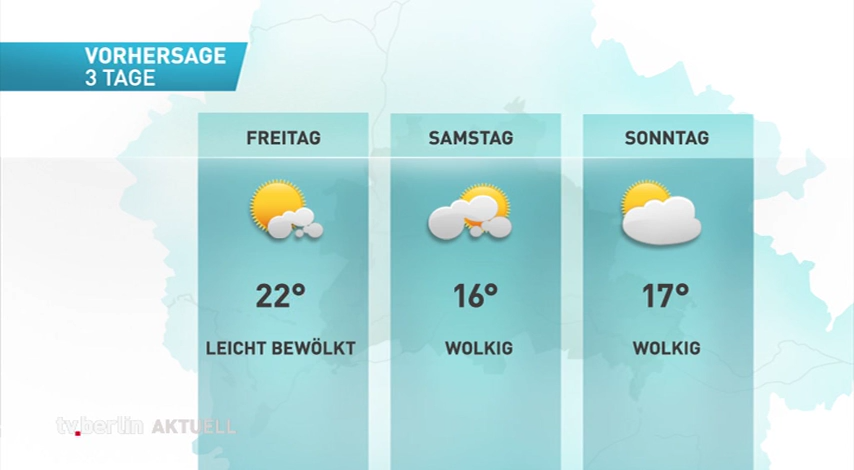 VORHERSAGE
3 TAGE
FREITAG
SAMSTAG
SONNTAG
22°
16°
17°
LEICHT BEWÖLKT
WOLKIG
WOLKIG
tv.berlin AKTUELL